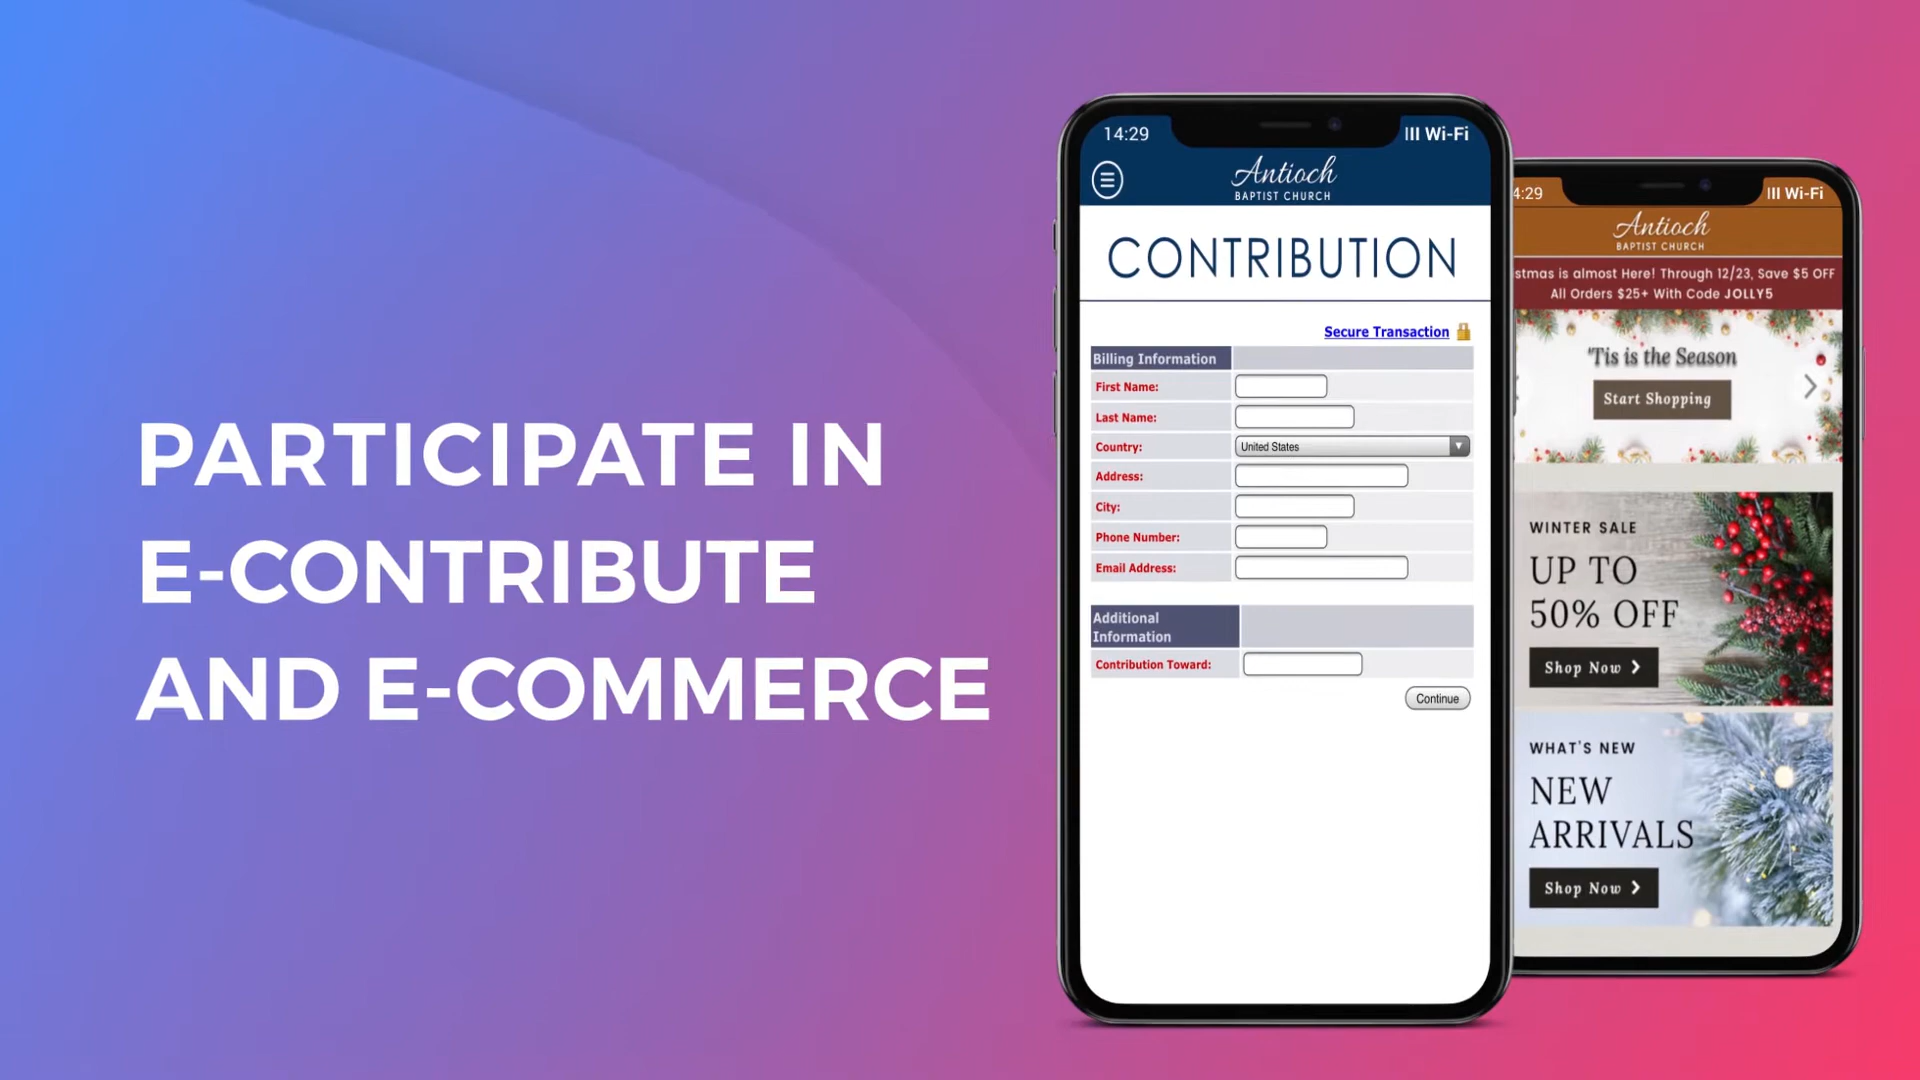 PARTICIPATE IN
E-CONTRIBUTE
AND E-COMMERCE
14:29
Wi-Fi
Antioch
BAPTIST CHURCH
CONTRIBUTION
Secure Transaction
Billing Information
First Name:
Last Name:
Country:
United States
Address:
City:
Phone Number:
Email Address:
Additional
Information
Contribution Toward:
Continue
4:29
Wi-Fi
Antioch
BAPTIST CHURCH
stmas is almost Here! Through 12/23, Save $5 OFF
All Orders $25+ With Code JOLLY5
'Tis is the Season
Start Shopping
WINTER SALE
UP TO
50% OFF
Shop Now
WHAT'S NEW
NEW
ARRIVALS
Shop Now